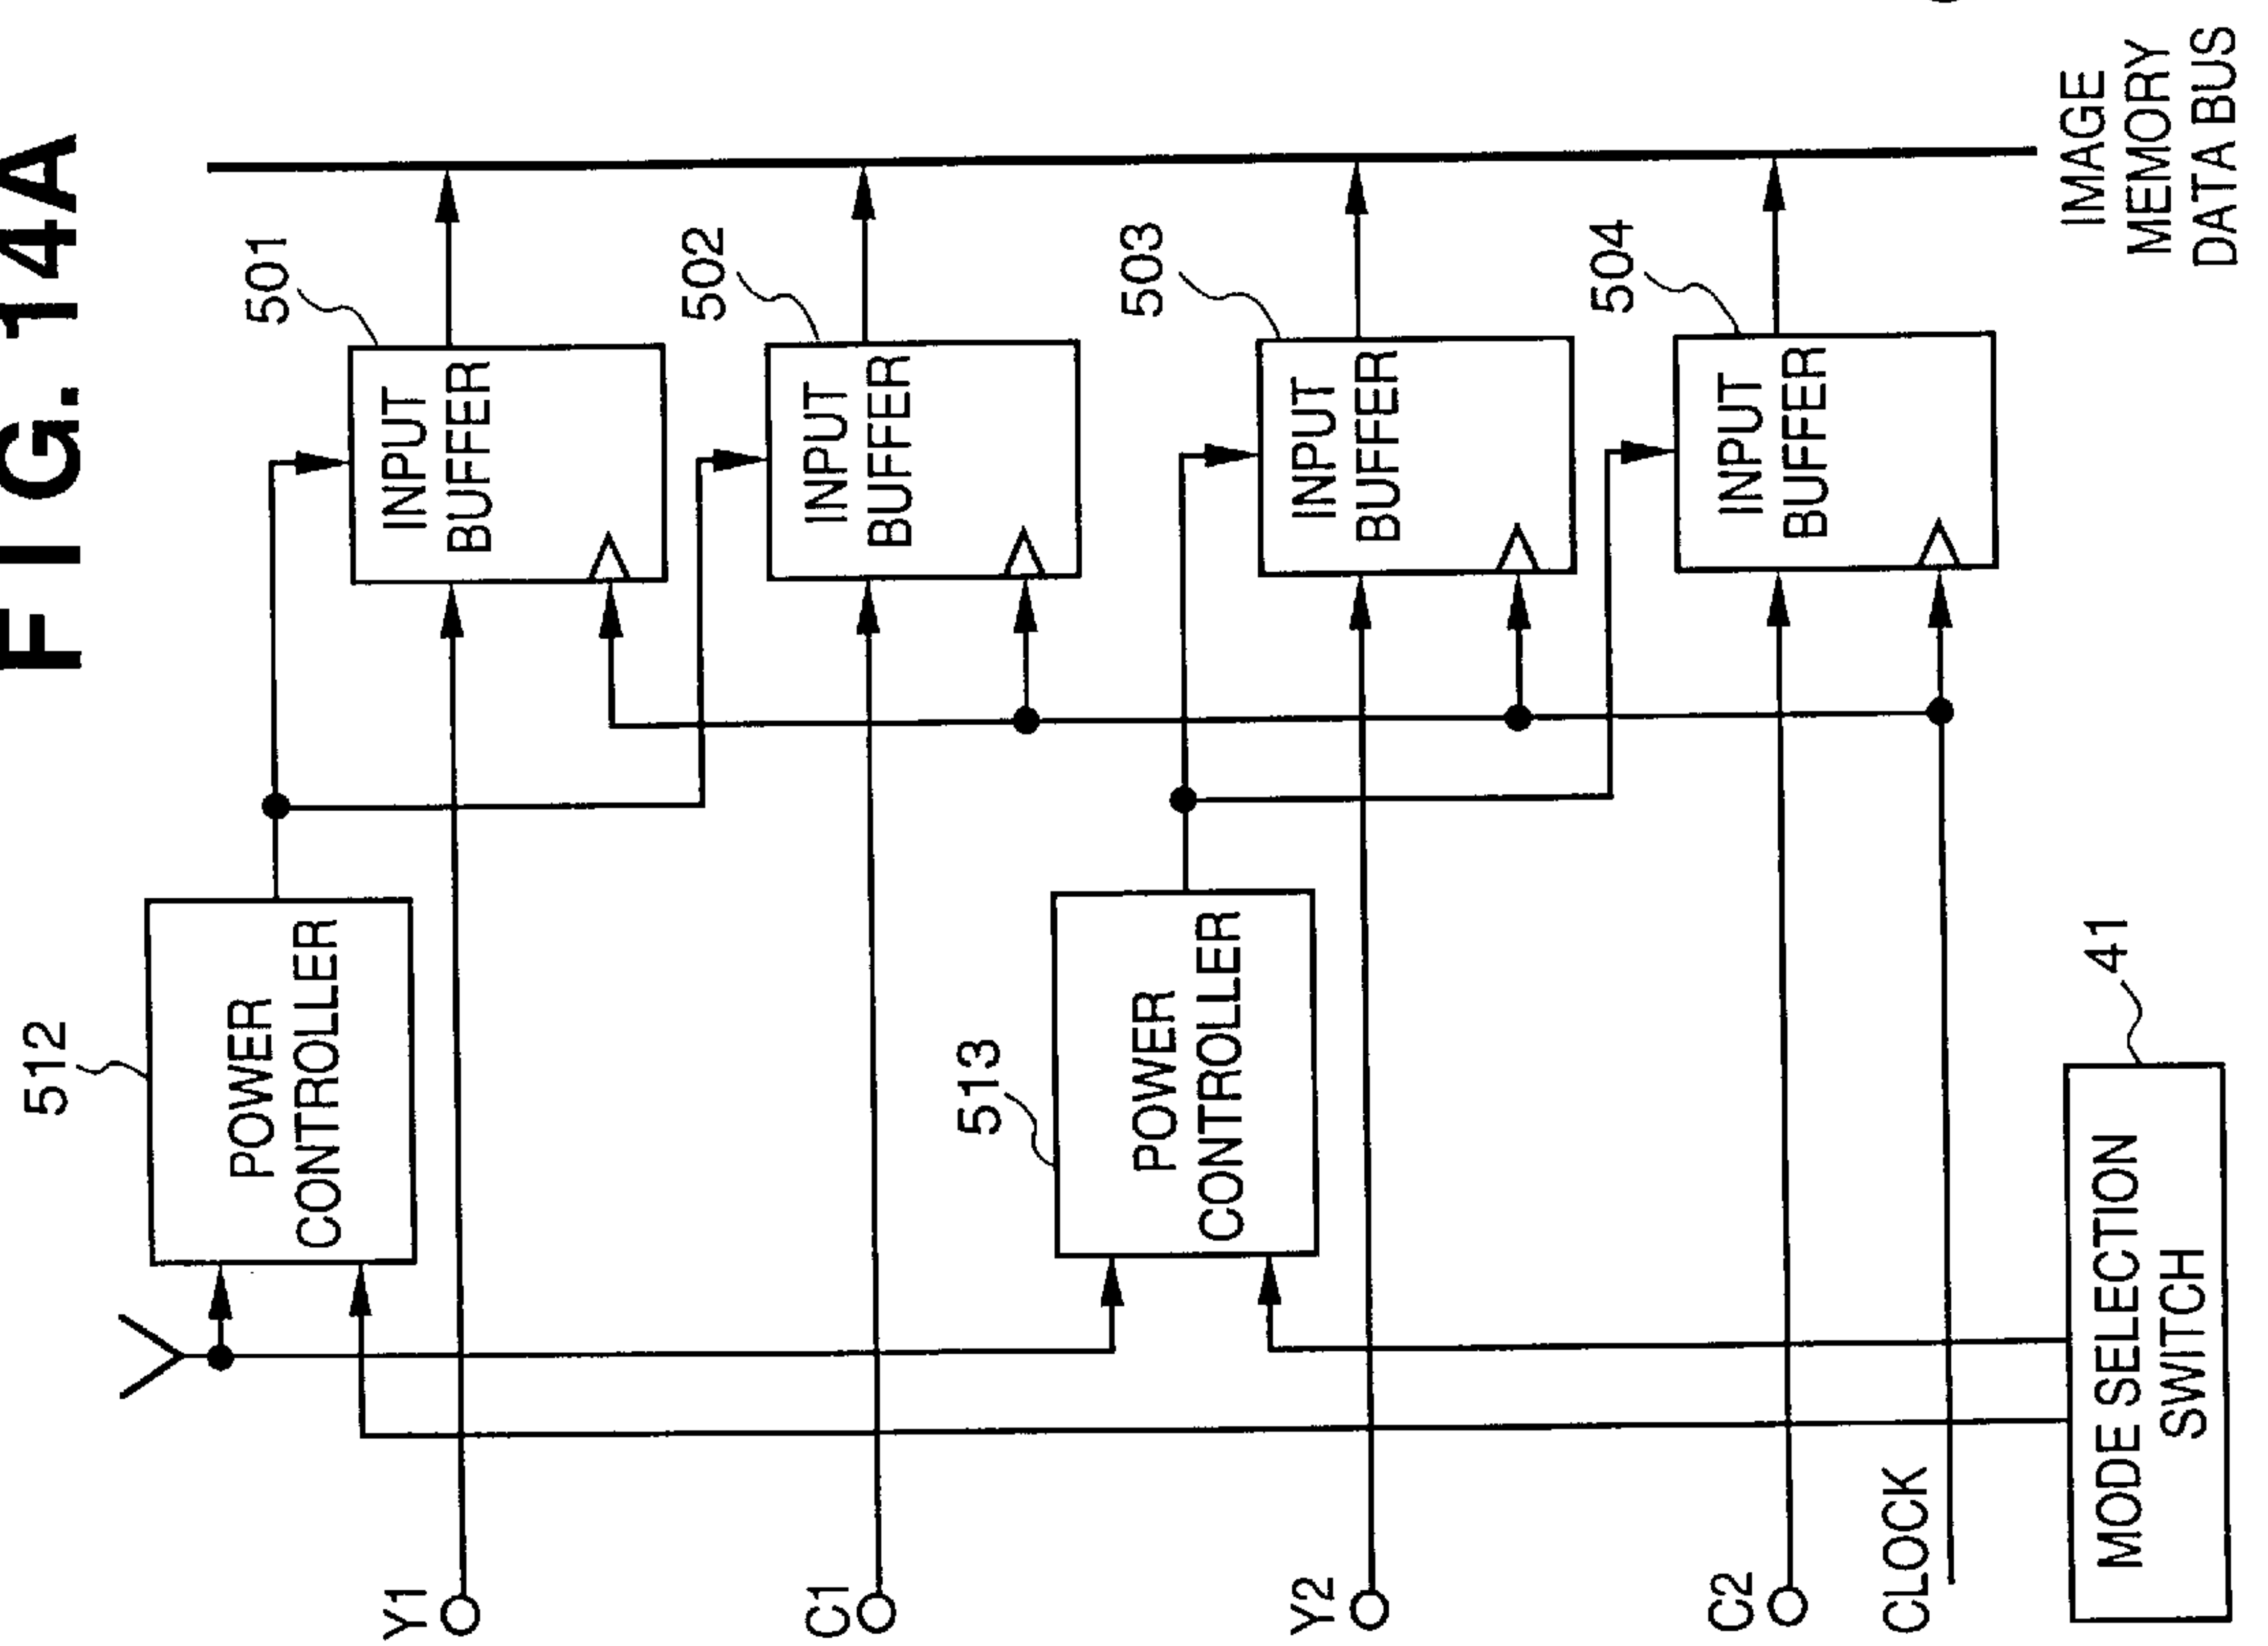 FIG. 14A
512
POWER
CONTROLLER
501
INPUT
BUFFER
Y1
502
INPUT
BUFFER
C1
513
POWER
CONTROLLER
503
INPUT
BUFFER
Y2
504
INPUT
BUFFER
C2
CLOCK
41
MODE SELECTION
SWITCH
IMAGE
MEMORY
DATA BUS